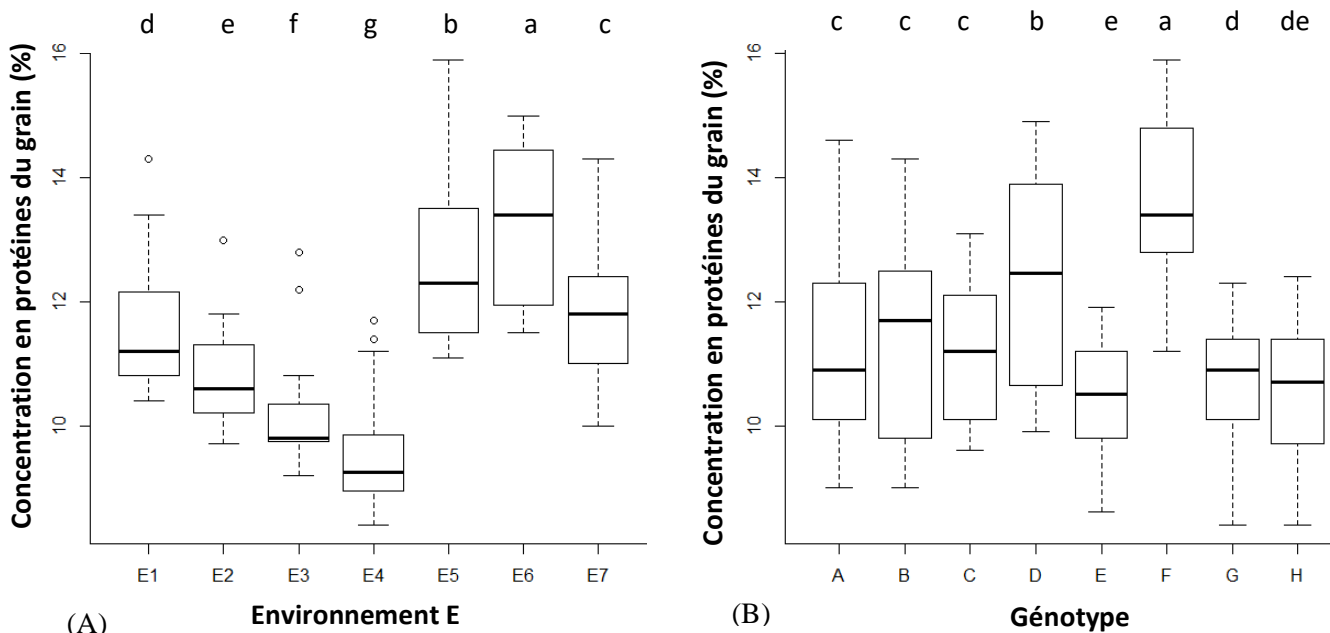 d e f g b a c
Concentration en protéines du grain (%)
16
14
12
10
E1 E2 E3 E4 E5 E6 E7
(A) Environnement E
c c c b e a d de
Concentration en protéines du grain (%)
16
14
12
10
A B C D E F G H
(B) Génotype